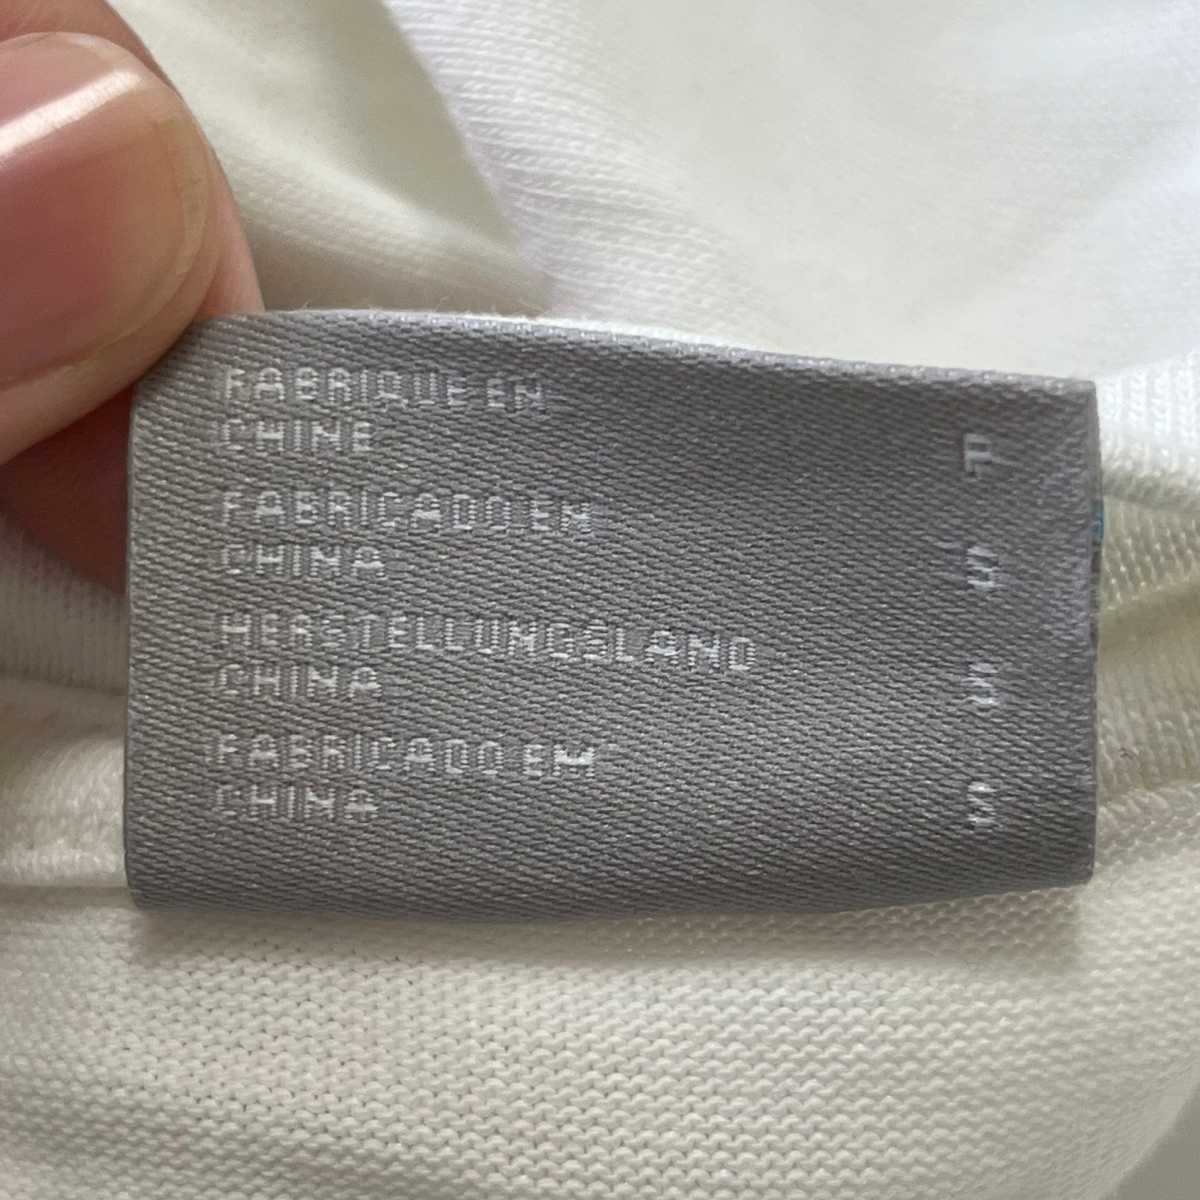 FABRIQUE EN
CHINE
FABRICADO EN
CHINA
HERSTELLUNGSLAND
CHINA
FABRICADO EM
CHINA
P
S
S
S